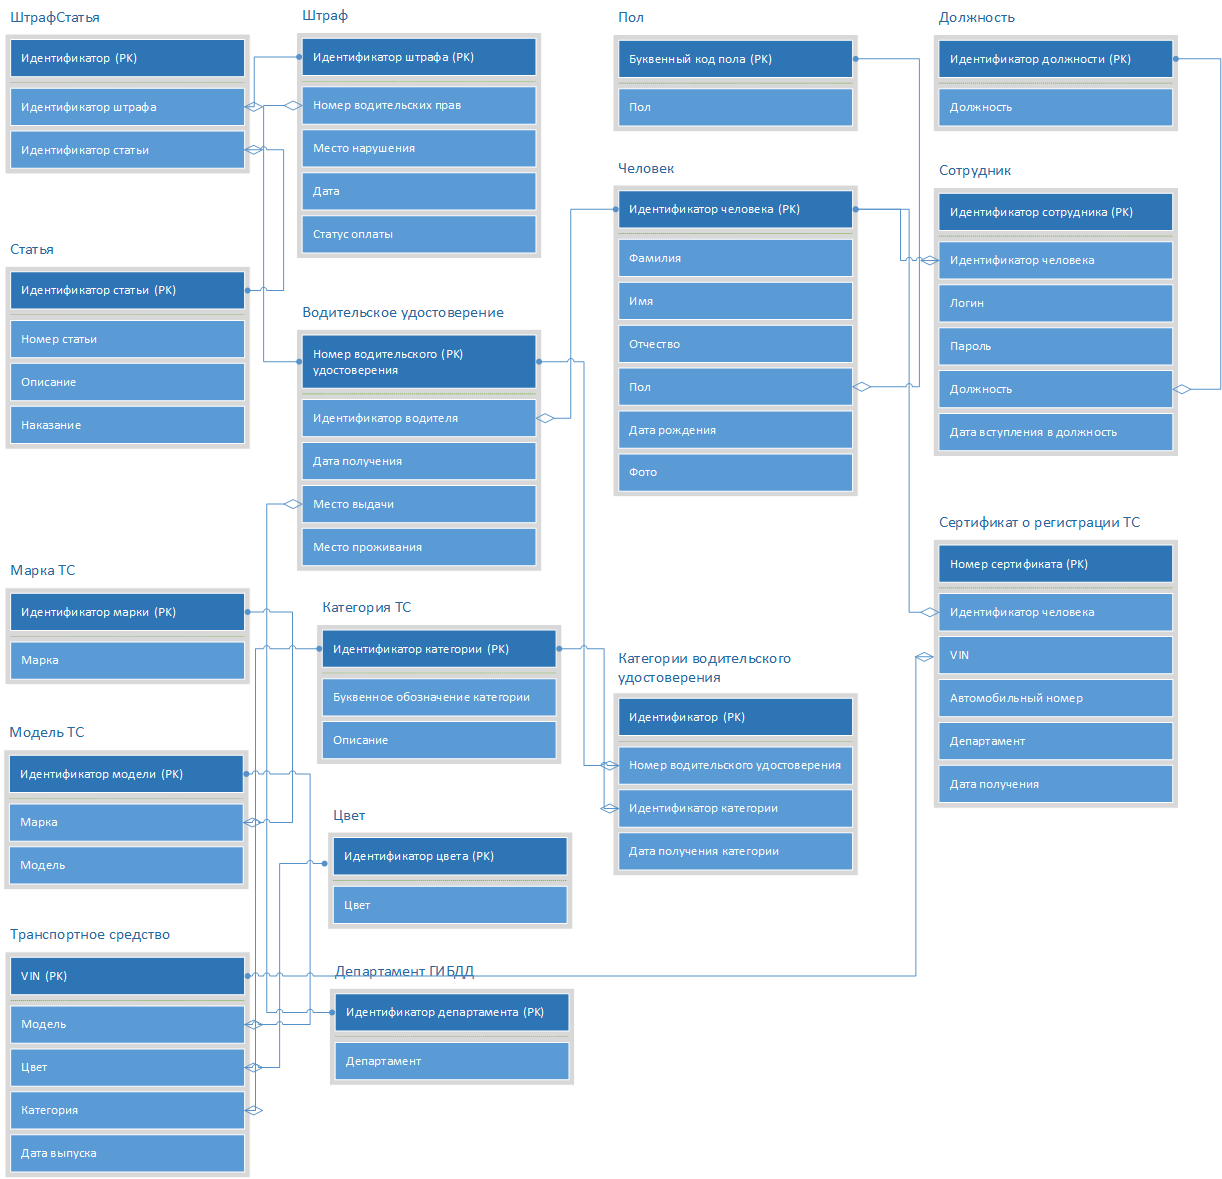 ШтрафСтатья
Идентификатор (PK)
Идентификатор штрафа
Идентификатор статьи
Штраф
Идентификатор штрафа (PK)
Номер водительских прав
Место нарушения
Дата
Статус оплаты
Пол
Буквенный код пола (PK)
Пол
Должность
Идентификатор должности (PK)
Должность
Человек
Идентификатор человека (PK)
Фамилия
Имя
Отчество
Пол
Дата рождения
Фото
Сотрудник
Идентификатор сотрудника (PK)
Идентификатор человека
Логин
Пароль
Должность
Дата вступления в должность
Статья
Идентификатор статьи (PK)
Номер статьи
Описание
Наказание
Водительское удостоверение
Номер водительского (PK)
удостоверения
Идентификатор водителя
Дата получения
Место выдачи
Место проживания
Сертификат о регистрации ТС
Номер сертификата (PK)
Идентификатор человека
VIN
Автомобильный номер
Департамент
Дата получения
Марка ТС
Идентификатор марки (PK)
Марка
Категория ТС
Идентификатор категории (PK)
Буквенное обозначение категории
Описание
Категории водительского
удостоверения
Идентификатор (PK)
Номер водительского удостоверения
Идентификатор категории
Дата получения категории
Модель ТС
Идентификатор модели (PK)
Марка
Модель
Цвет
Идентификатор цвета (PK)
Цвет
Транспортное средство
VIN (PK)
Модель
Цвет
Категория
Дата выпуска
Департамент ГИБДД
Идентификатор департамента (PK)
Департамент